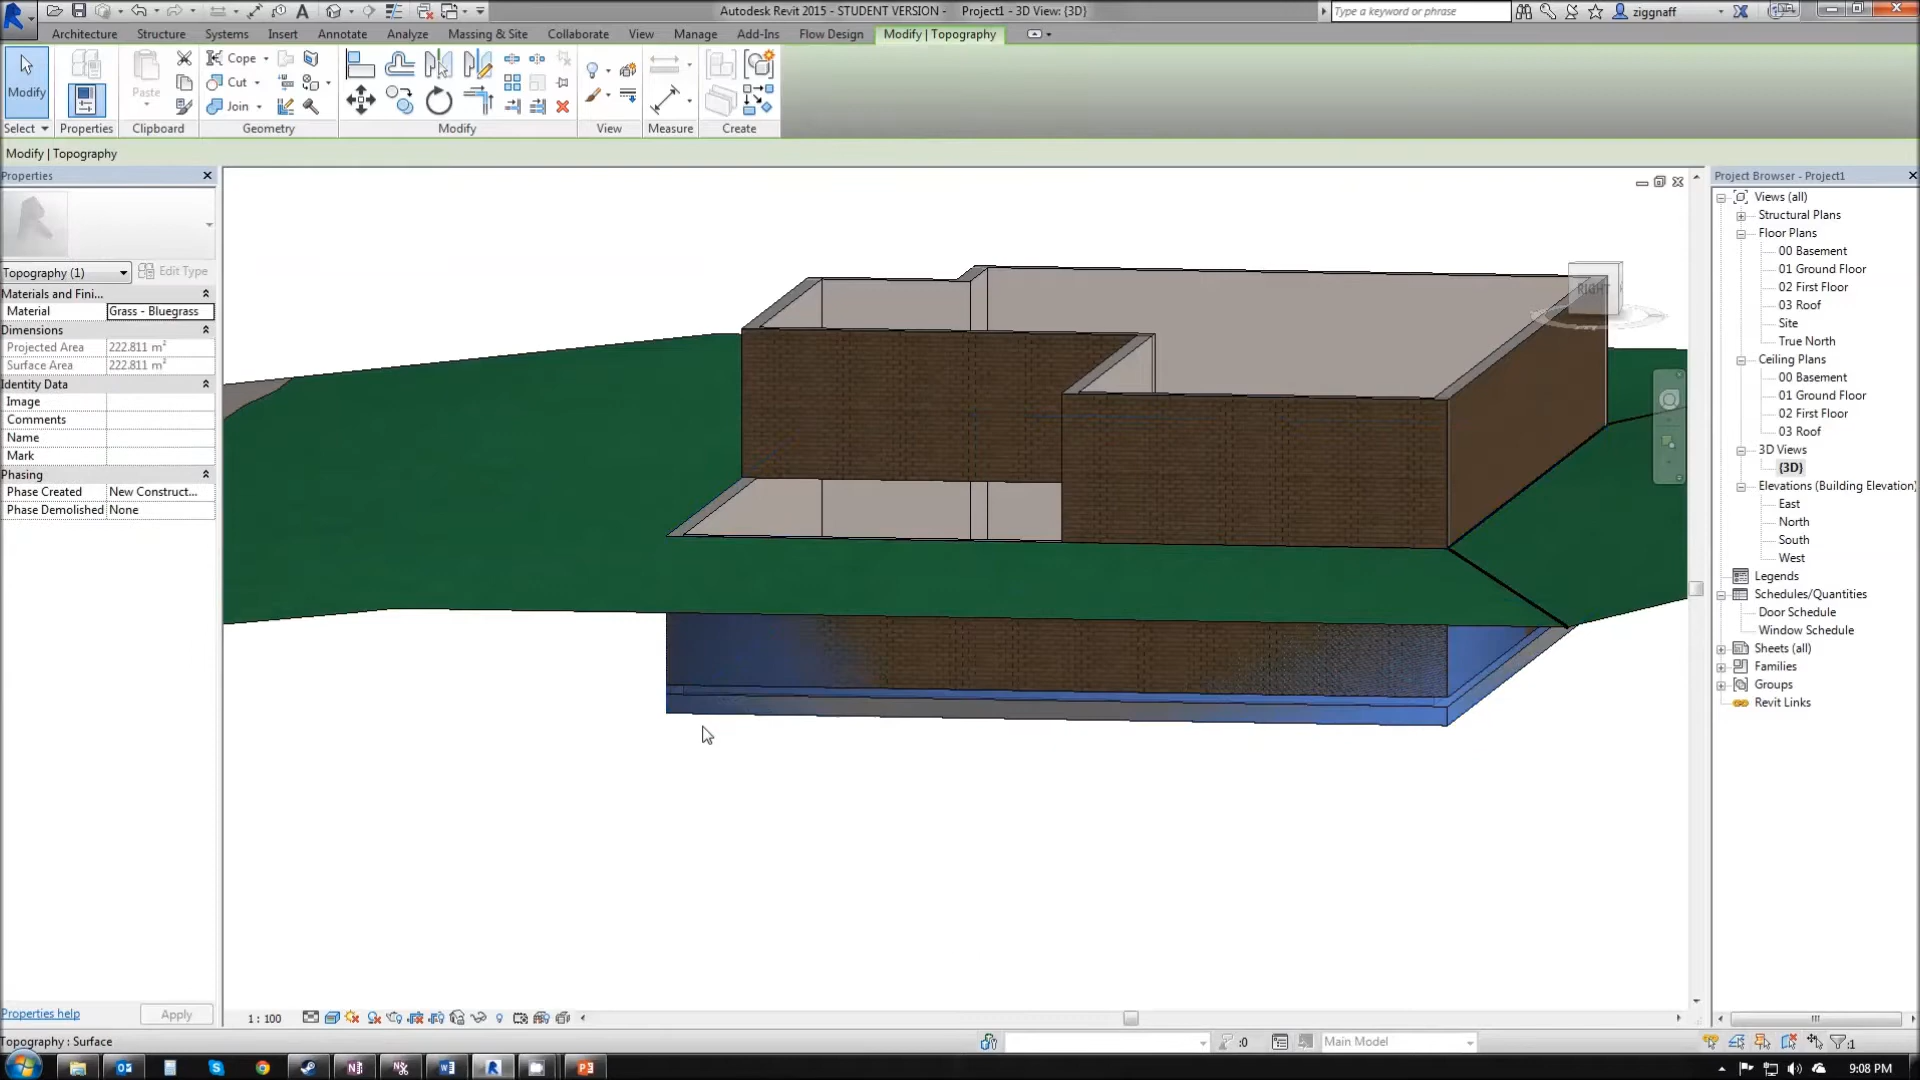 Autodesk Revit 2015 - STUDENT VERSION - Project1 - 3D View: {3D}
Type a keyword or phrase
ziggnaff
Architecture Structure Systems Insert Annotate Analyze Massing & Site Collaborate View Manage Add-Ins Flow Design Modify | Topography
Modify
Paste
Cope
Cut
Join
Select Properties Clipboard Geometry Modify View Measure Create
Modify | Topography
Properties
Topography (1)
Edit Type
Materials and Fini...
Material Grass - Bluegrass
Dimensions
Projected Area 222.811 m²
Surface Area 222.811 m²
Identity Data
Image
Comments
Name
Mark
Phasing
Phase Created New Construct...
Phase Demolished None
Properties help
Apply
RIGHT
1 : 100
Project Browser - Project1
Views (all)
Structural Plans
Floor Plans
00 Basement
01 Ground Floor
02 First Floor
03 Roof
Site
True North
Ceiling Plans
00 Basement
01 Ground Floor
02 First Floor
03 Roof
3D Views
{3D}
Elevations (Building Elevation)
East
North
South
West
Legends
Schedules/Quantities
Door Schedule
Window Schedule
Sheets (all)
Families
Groups
Revit Links
Topography : Surface
:0
Main Model
:1
9:08 PM